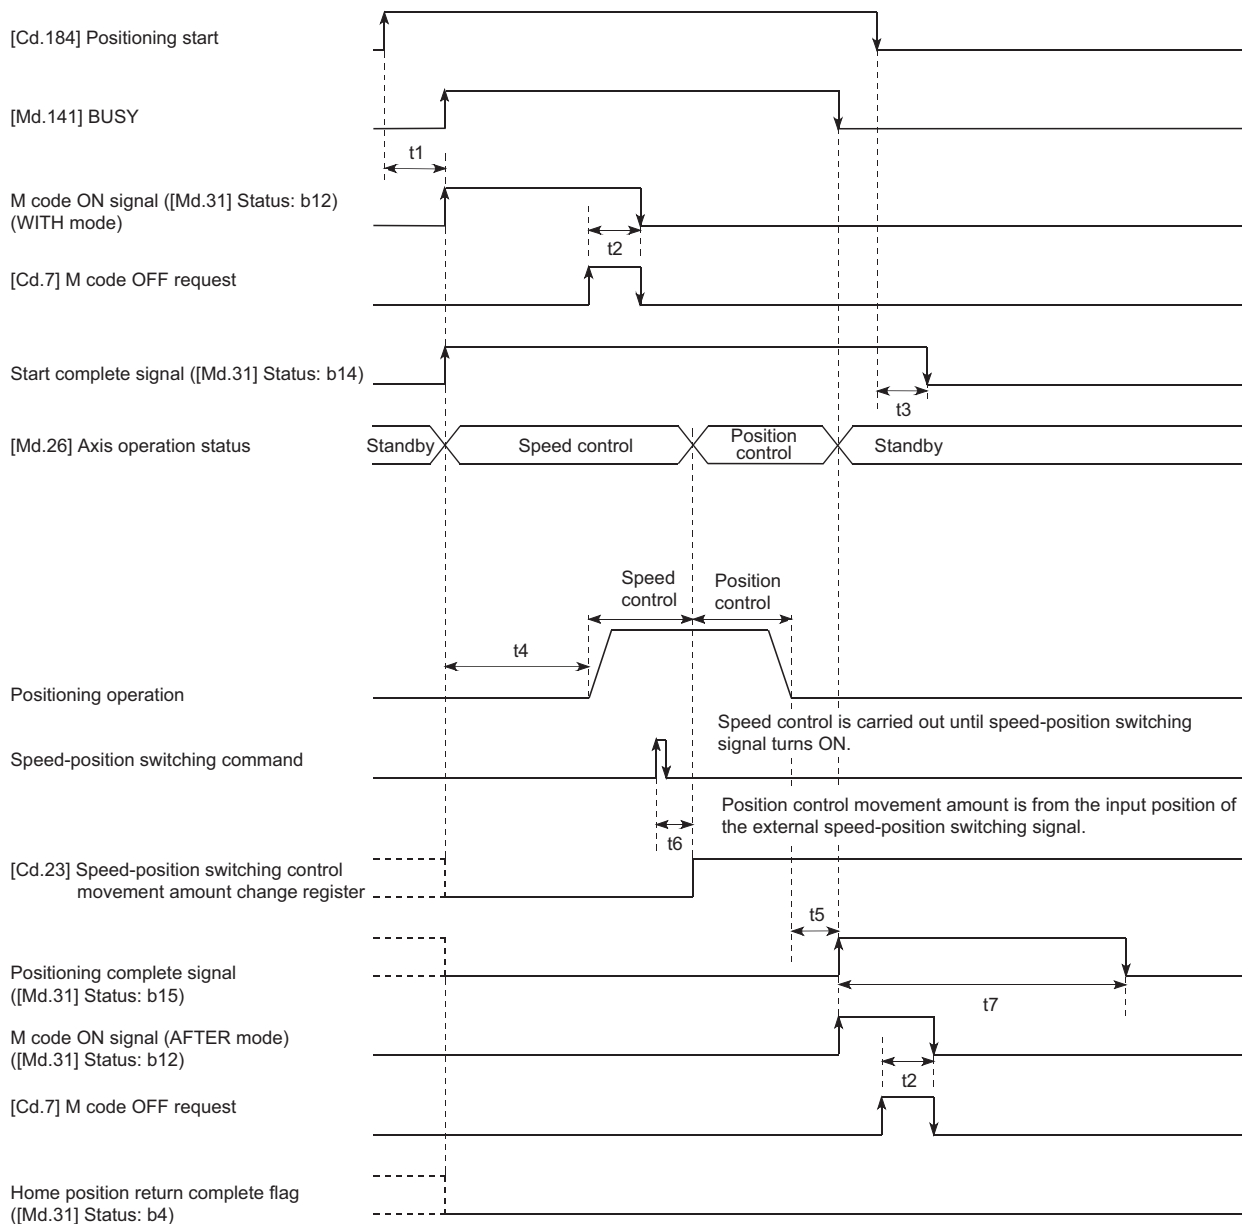 [Cd.184] Positioning start
[Md.141] BUSY
t1
M code ON signal ([Md.31] Status: b12)
(WITH mode)
t2
[Cd.7] M code OFF request
Start complete signal ([Md.31] Status: b14)
t3
[Md.26] Axis operation status
Standby
Speed control
Position
control
Standby
Speed
control
Position
control
t4
Positioning operation
Speed control is carried out until speed-position switching
signal turns ON.
Speed-position switching command
Position control movement amount is from the input position of
the external speed-position switching signal.
t6
[Cd.23] Speed-position switching control
movement amount change register
t5
Positioning complete signal
([Md.31] Status: b15)
t7
M code ON signal (AFTER mode)
([Md.31] Status: b12)
t2
[Cd.7] M code OFF request
Home position return complete flag
([Md.31] Status: b4)